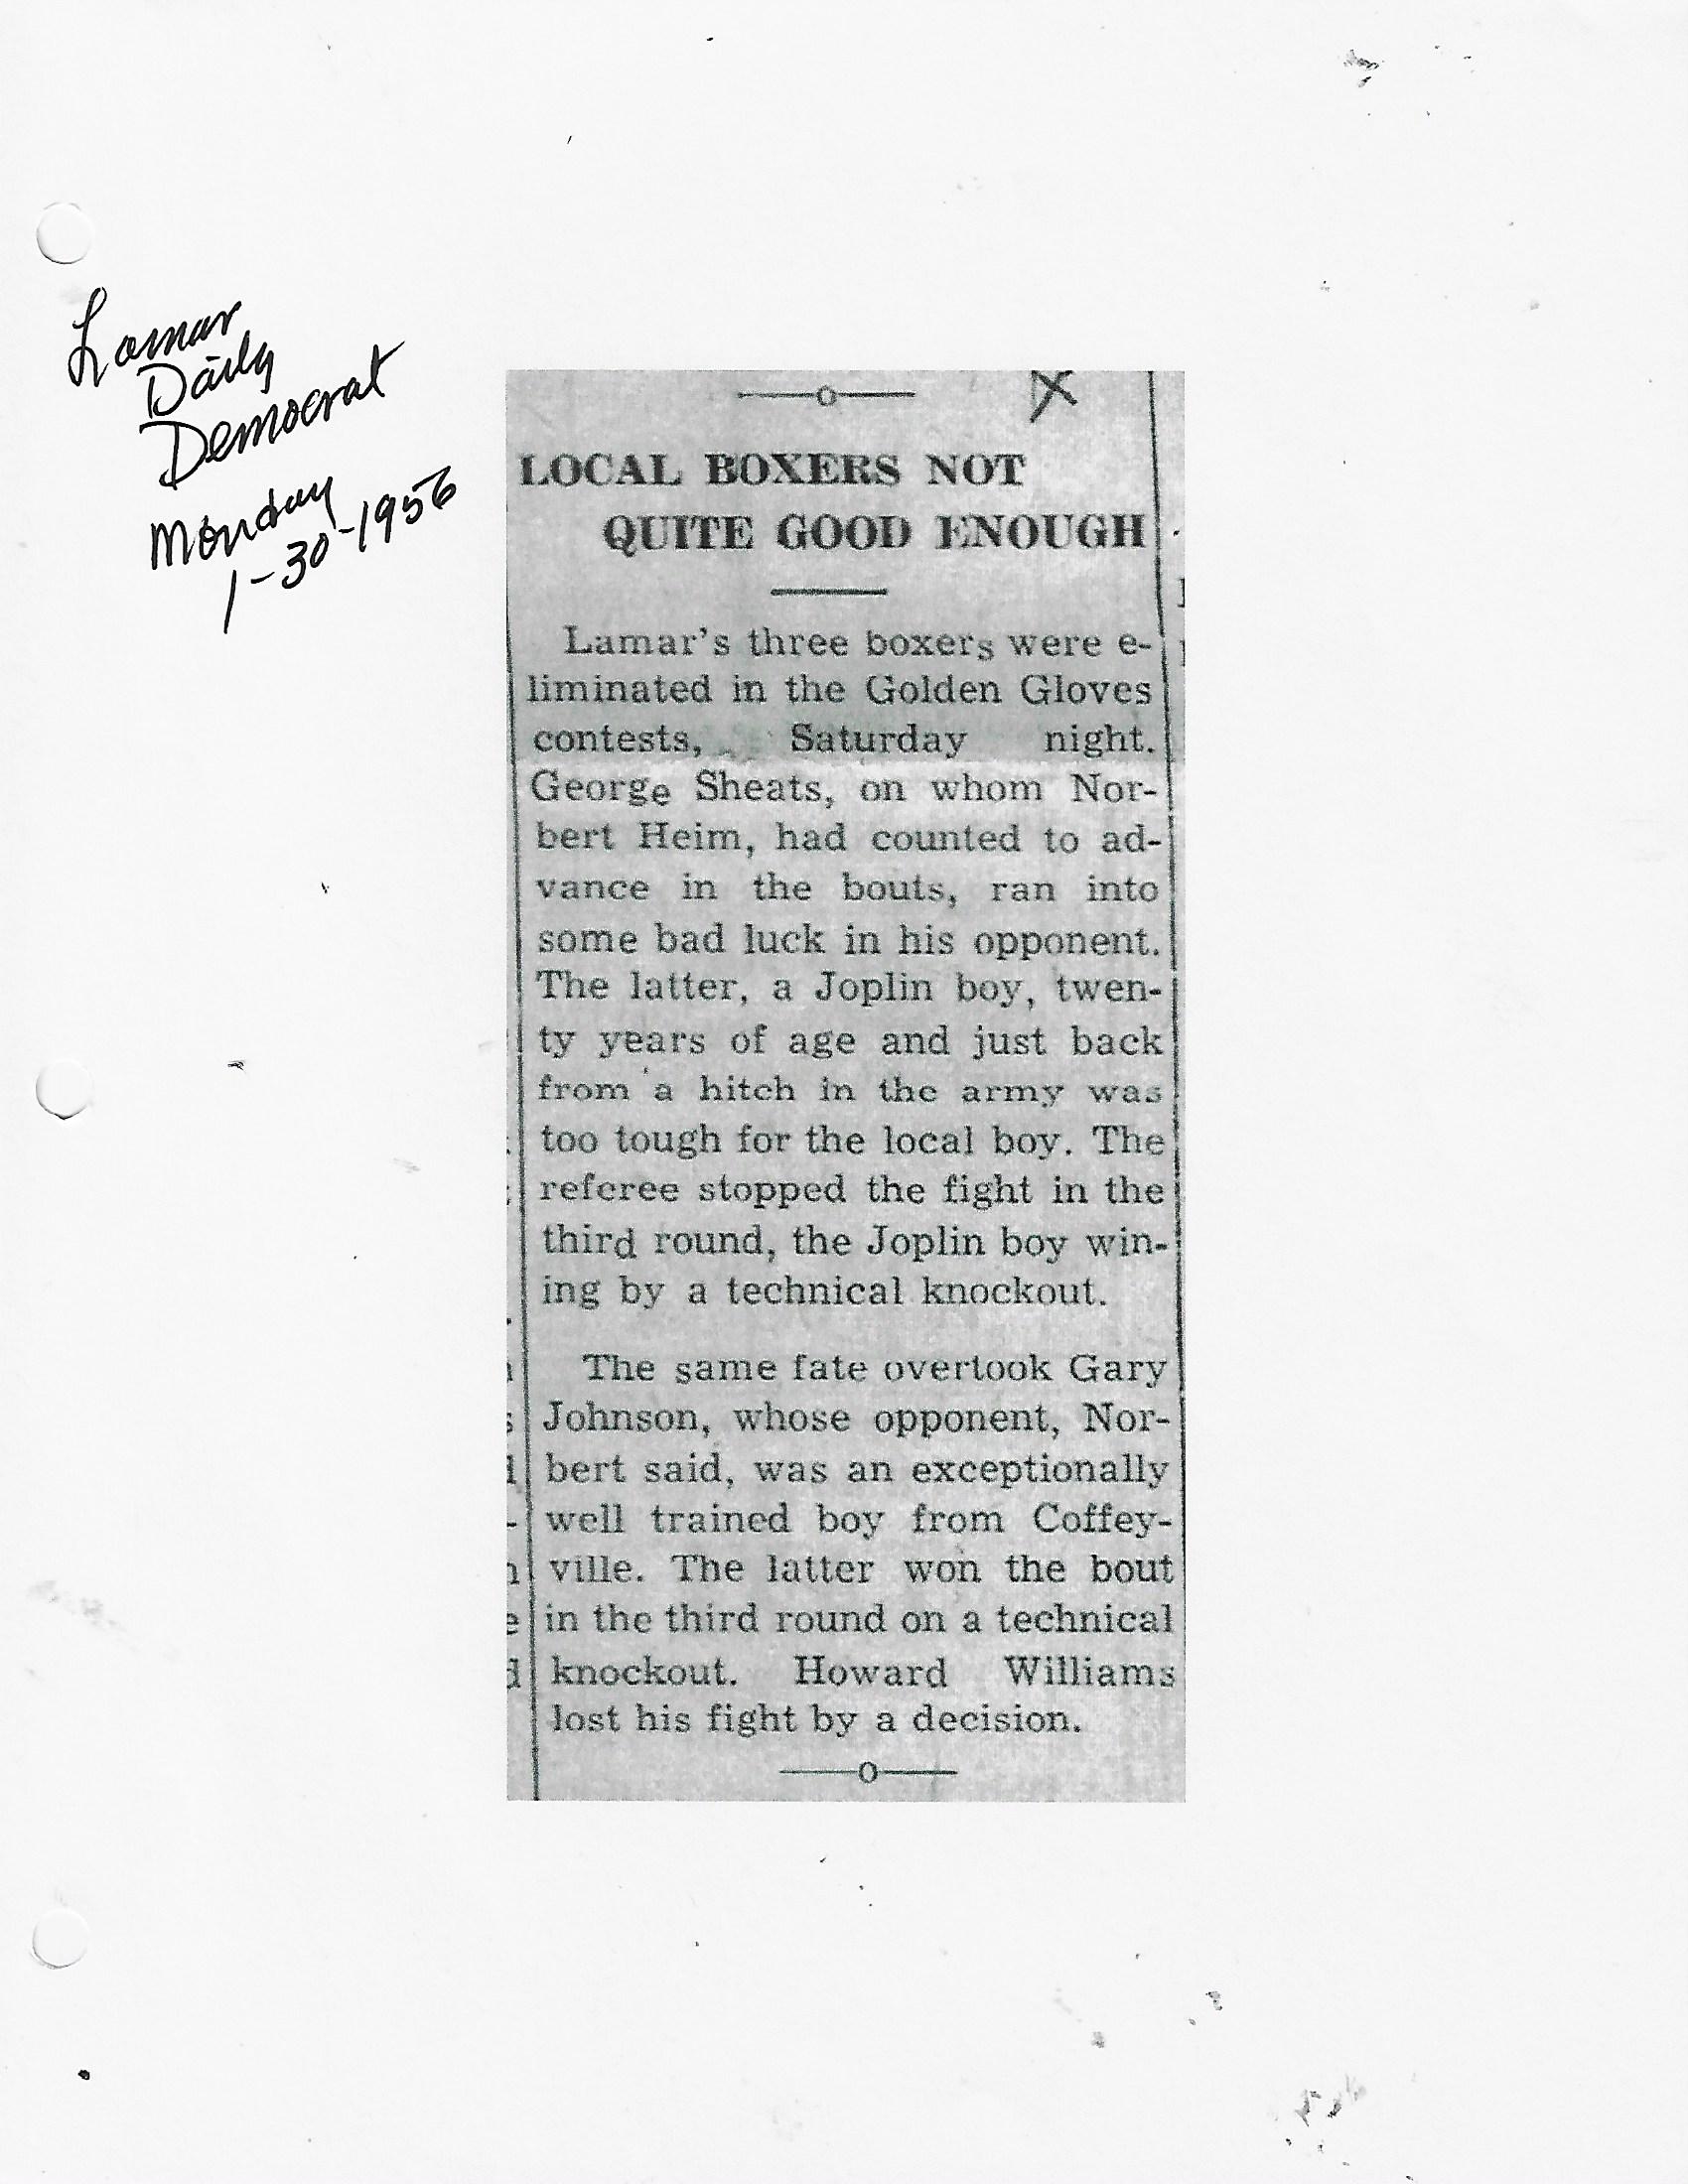 Lamar
Daily
Democrat
Monday
1-30-1956
X
LOCAL BOXERS NOT
QUITE GOOD ENOUGH
Lamar's three boxers were e-
liminated in the Golden Gloves
contests, Saturday night.
George Sheats, on whom Nor-
bert Heim, had counted to ad-
vance in the bouts, ran into
some bad luck in his opponent.
The latter, a Joplin boy, twen-
ty years of age and just back
from a hitch in the army was
too tough for the local boy. The
referee stopped the fight in the
third round, the Joplin boy win-
ing by a technical knockout.
The same fate overtook Gary
Johnson, whose opponent, Nor-
bert said, was an exceptionally
well trained boy from Coffey-
ville. The latter won the bout
in the third round on a technical
knockout. Howard Williams
lost his fight by a decision.